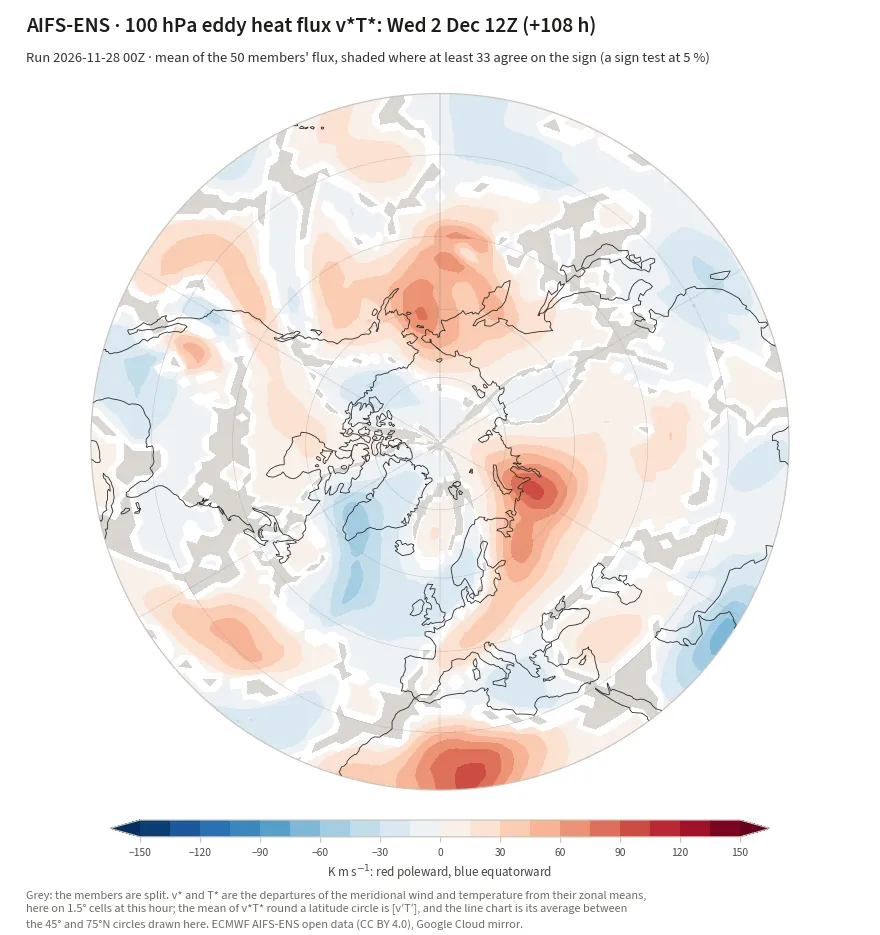 AIFS-ENS · 100 hPa eddy heat flux v*T*: Wed 2 Dec 12Z (+108 h)
Run 2026-11-28 00Z · mean of the 50 members' flux, shaded where at least 33 agree on the sign (a sign test at 5 %)
−150 −120 −90 −60 −30 0 30 60 90 120 150
K m s⁻¹: red poleward, blue equatorward
Grey: the members are split. v* and T* are the departures of the meridional wind and temperature from their zonal means,
here on 1.5° cells at this hour; the mean of v*T* round a latitude circle is [v'T'], and the line chart is its average between
the 45° and 75°N circles drawn here. ECMWF AIFS-ENS open data (CC BY 4.0), Google Cloud mirror.